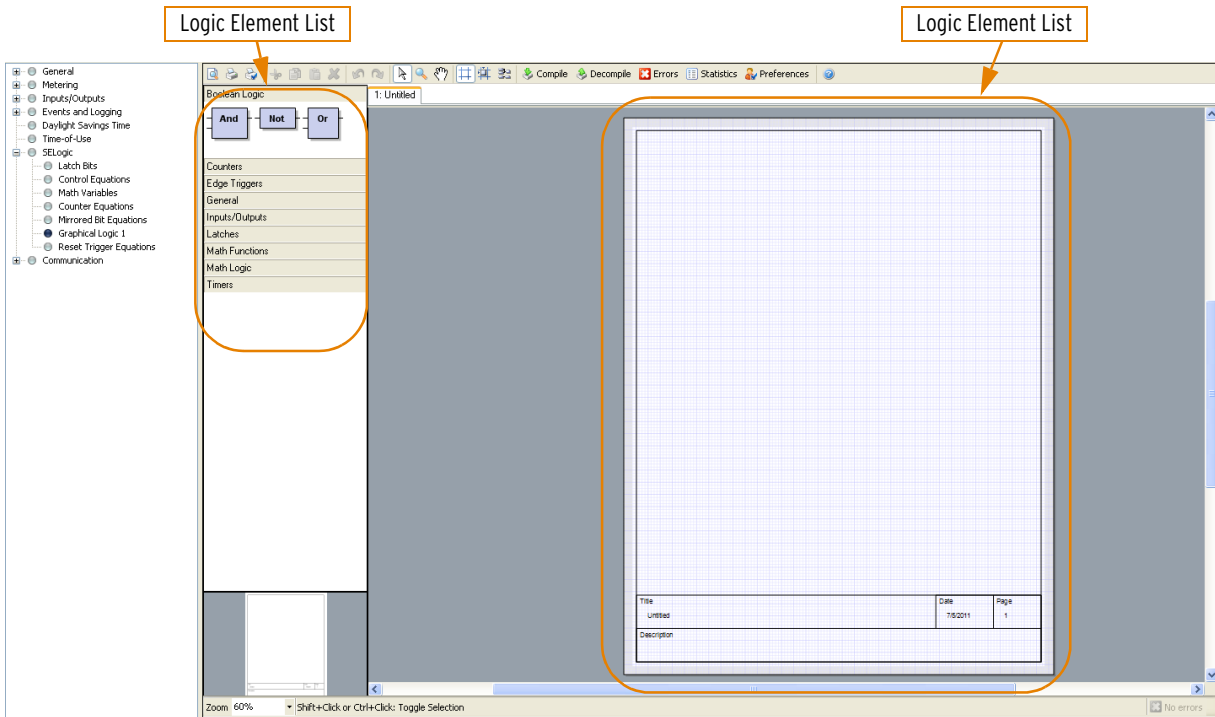 Logic Element List
Logic Element List
General
Metering
Inputs/Outputs
Events and Logging
Daylight Savings Time
Time-of-Use
SELogic
Latch Bits
Control Equations
Math Variables
Counter Equations
Mirrored Bit Equations
Graphical Logic 1
Reset Trigger Equations
Communication
Compile Decompile Errors Statistics Preferences
Boolean Logic
And Not Or
Counters
Edge Triggers
General
Inputs/Outputs
Latches
Math Functions
Math Logic
Timers
1: Untitled
Title
Untitled
Date
7/5/2011
Page
1
Description
Zoom 60% Shift+Click or Ctrl+Click: Toggle Selection
No errors